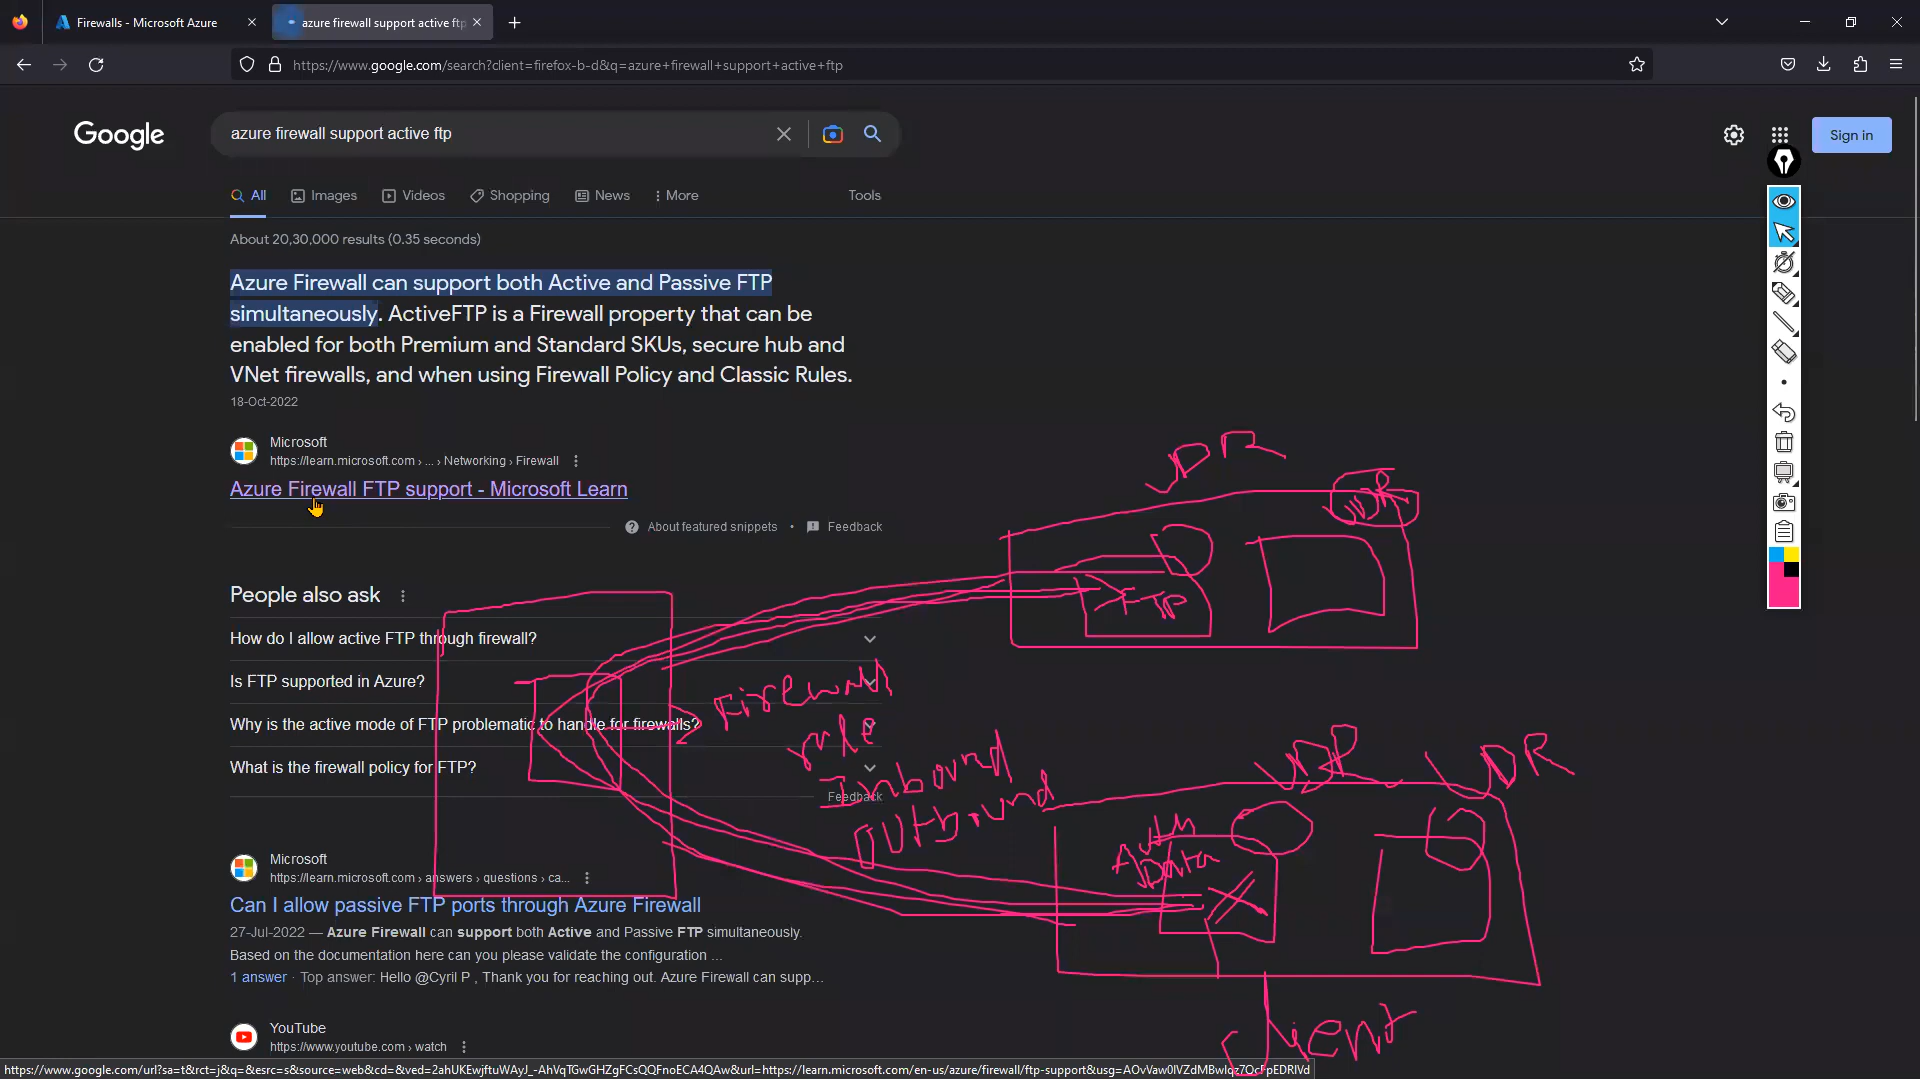 Firewalls - Microsoft Azure
azure firewall support active ftp
https://www.google.com/search?client=firefox-b-d&q=azure+firewall+support+active+ftp
Google
azure firewall support active ftp
Sign in
All
Images
Videos
Shopping
News
More
Tools
About 20,30,000 results (0.35 seconds)
Azure Firewall can support both Active and Passive FTP
simultaneously. ActiveFTP is a Firewall property that can be
enabled for both Premium and Standard SKUs, secure hub and
VNet firewalls, and when using Firewall Policy and Classic Rules.
18-Oct-2022
Microsoft
https://learn.microsoft.com › ... › Networking › Firewall
Azure Firewall FTP support - Microsoft Learn
About featured snippets • Feedback
People also ask
How do I allow active FTP through firewall?
Is FTP supported in Azure?
Why is the active mode of FTP problematic to handle for firewalls?
What is the firewall policy for FTP?
Feedback
Microsoft
https://learn.microsoft.com › answers › questions › ca...
Can I allow passive FTP ports through Azure Firewall
27-Jul-2022 — Azure Firewall can support both Active and Passive FTP simultaneously.
Based on the documentation here can you please validate the configuration ...
1 answer · Top answer: Hello @Cyril P , Thank you for reaching out. Azure Firewall can supp...
YouTube
https://www.youtube.com › watch
UDR
UDR
FTP
Firewall
rule
Inbound
Outbound
UDR
UDR
Auth
Data
client